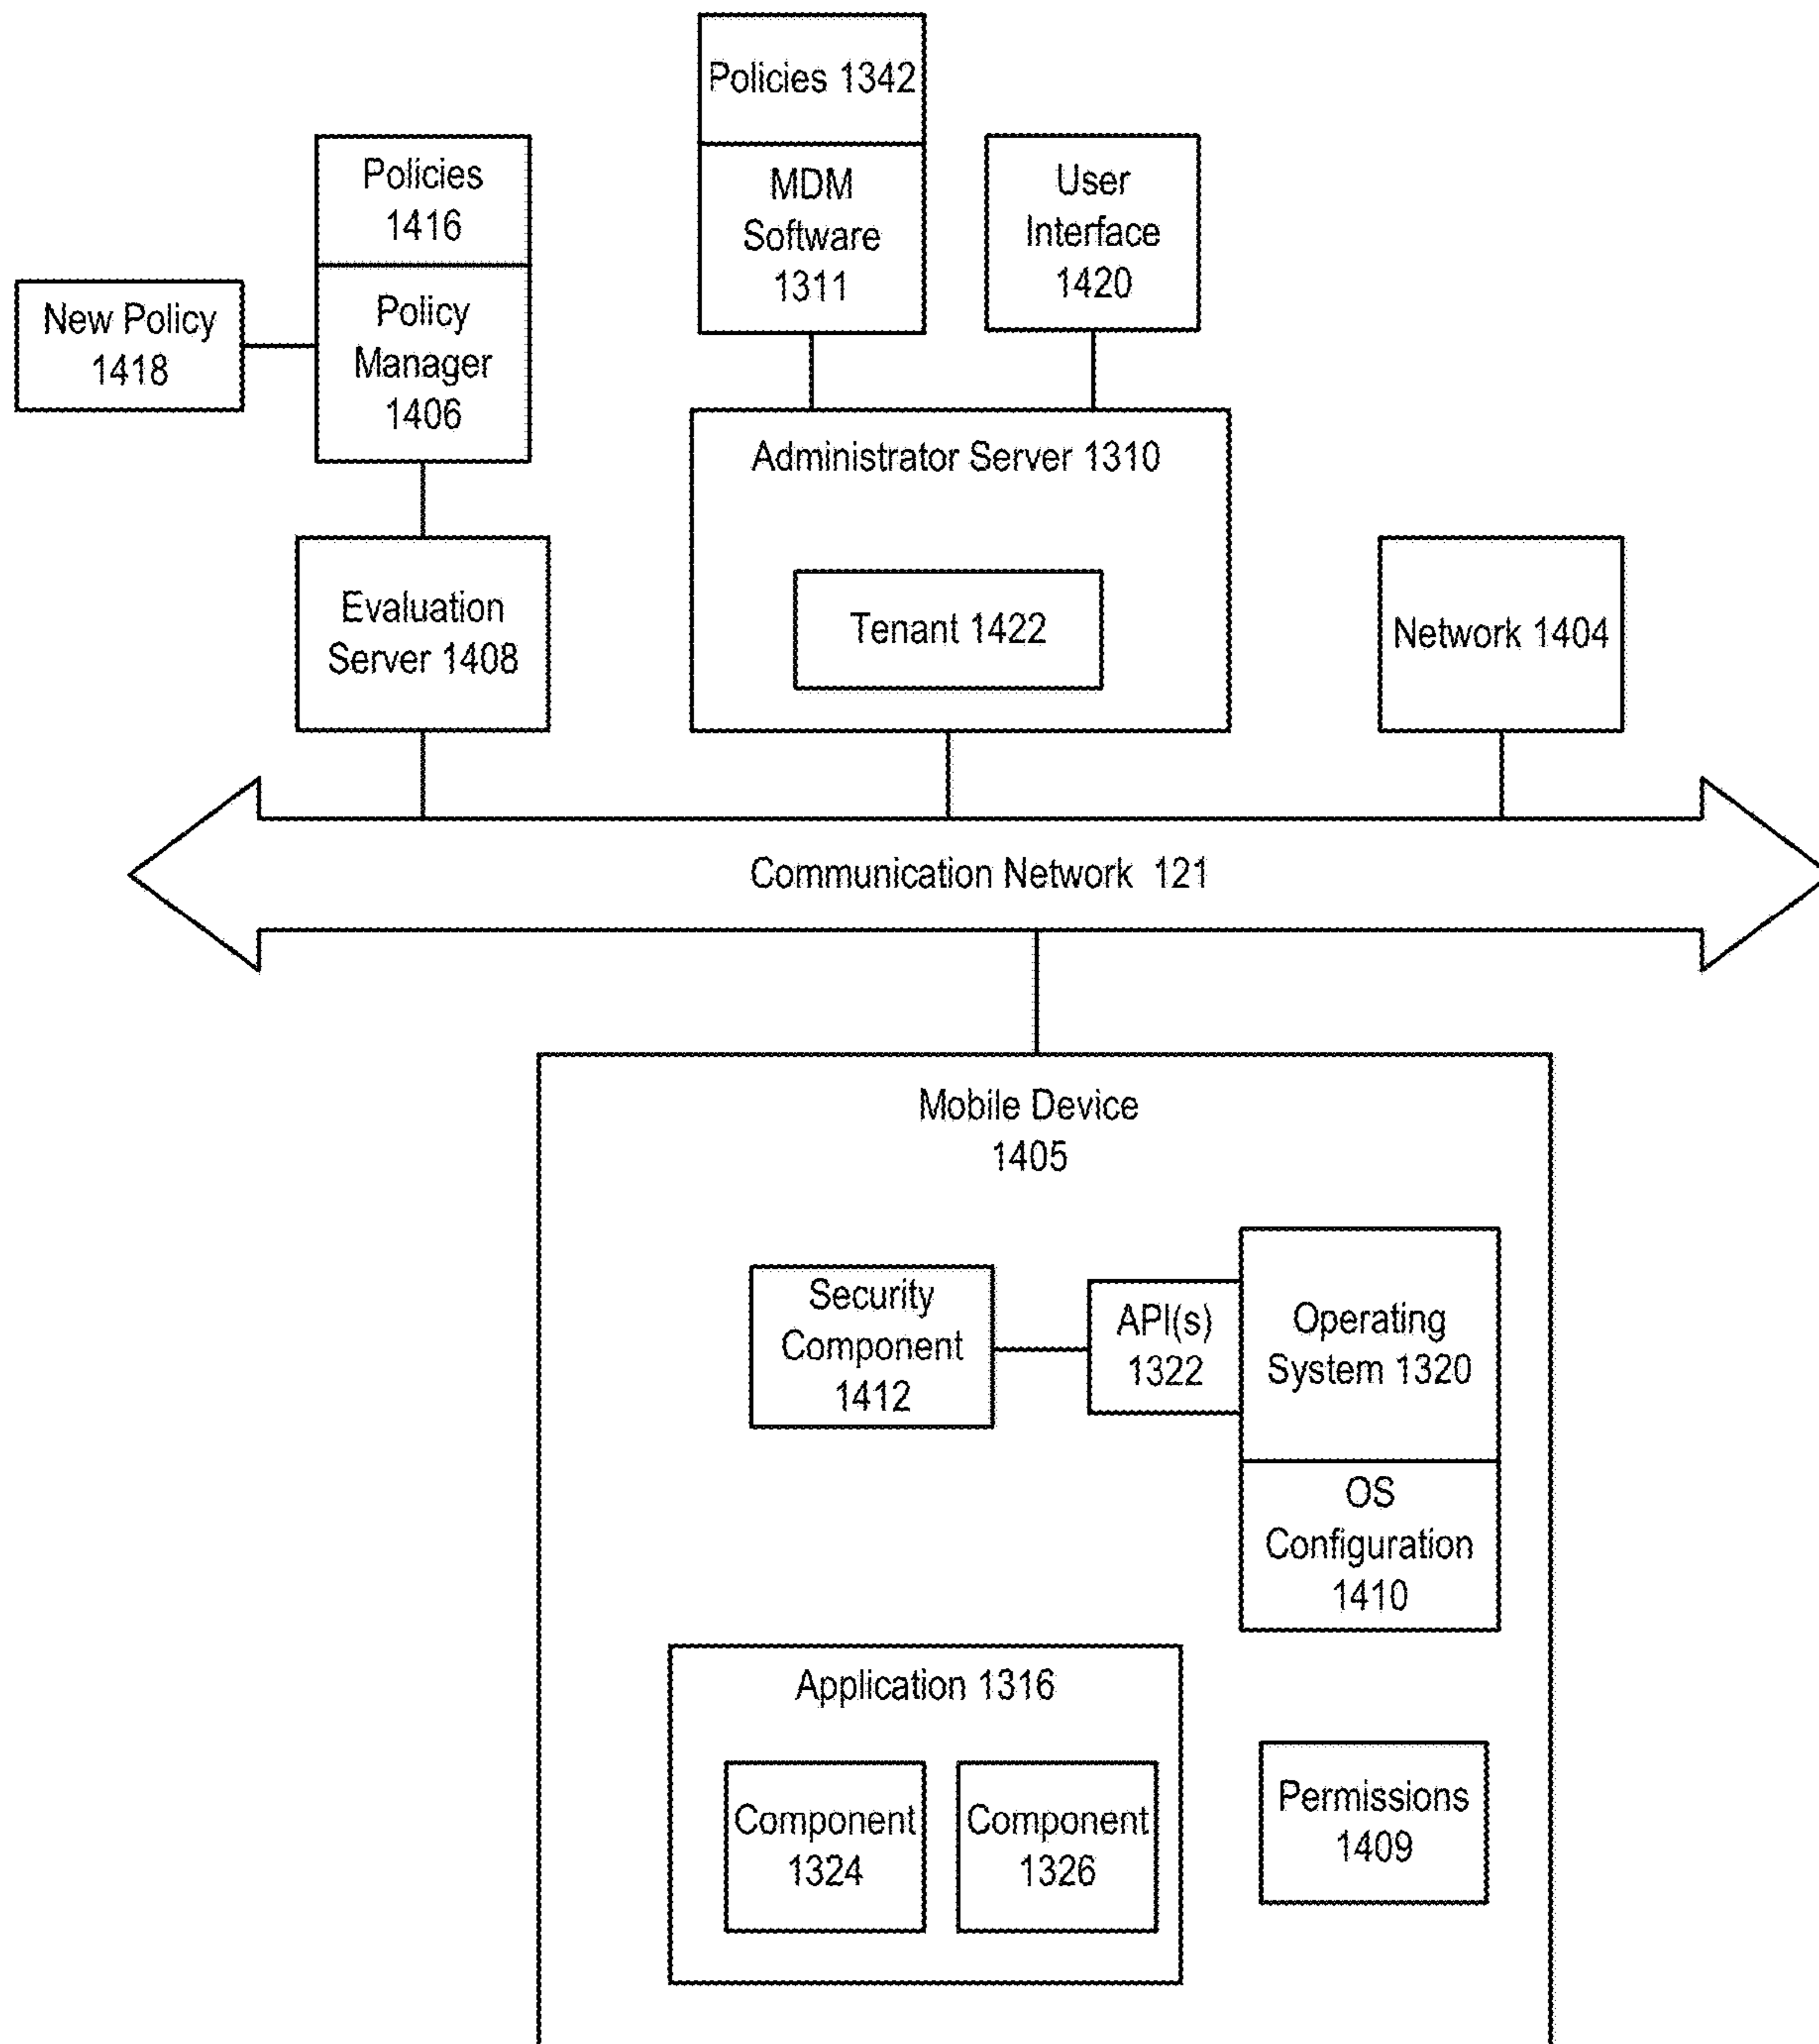 Policies 1342
Policies
1416
MDM
Software
1311
User
Interface
1420
New Policy
1418
Policy
Manager
1406
Administrator Server 1310
Tenant 1422
Evaluation
Server 1408
Network 1404
Communication Network 121
Mobile Device
1405
Security
Component
1412
API(s)
1322
Operating
System 1320
OS
Configuration
1410
Application 1316
Component
1324
Component
1326
Permissions
1409